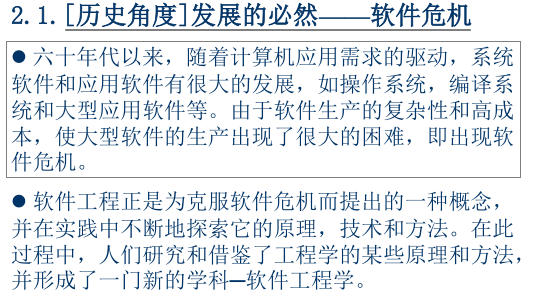 2.1.[历史角度]发展的必然——软件危机
● 六十年代以来，随着计算机应用需求的驱动，系统
软件和应用软件有很大的发展，如操作系统，编译系
统和大型应用软件等。由于软件生产的复杂性和高成
本，使大型软件的生产出现了很大的困难，即出现软
件危机。
● 软件工程正是为克服软件危机而提出的一种概念，
并在实践中不断地探索它的原理，技术和方法。在此
过程中，人们研究和借鉴了工程学的某些原理和方法，
并形成了一门新的学科—软件工程学。